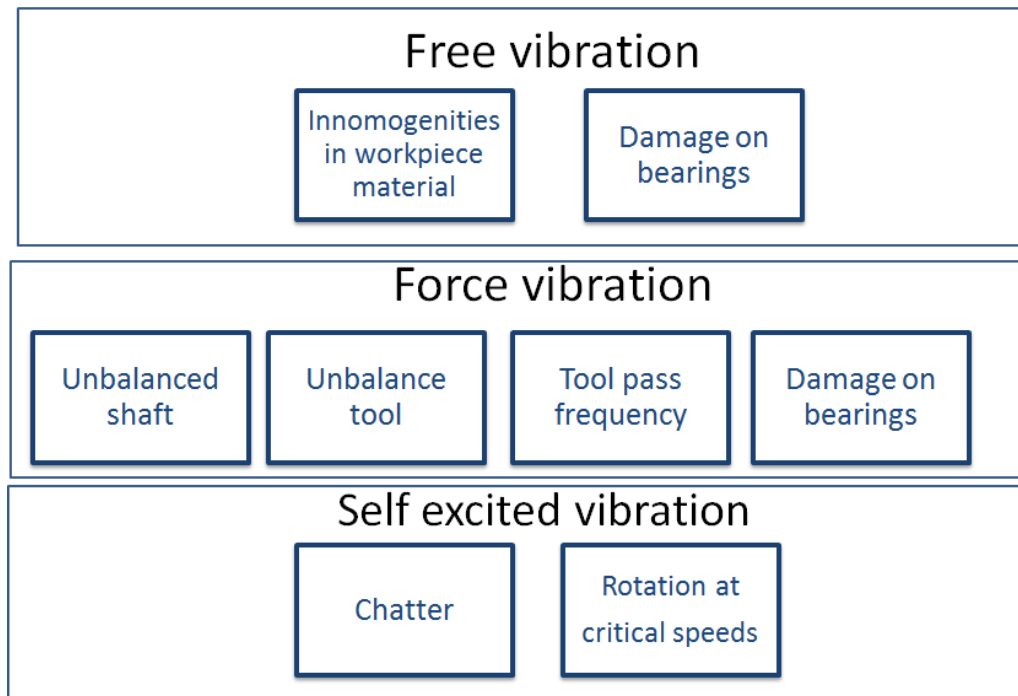 Free vibration
Innomogenities
in workpiece
material
Damage on
bearings
Force vibration
Unbalanced
shaft
Unbalance
tool
Tool pass
frequency
Damage on
bearings
Self excited vibration
Chatter
Rotation at
critical speeds